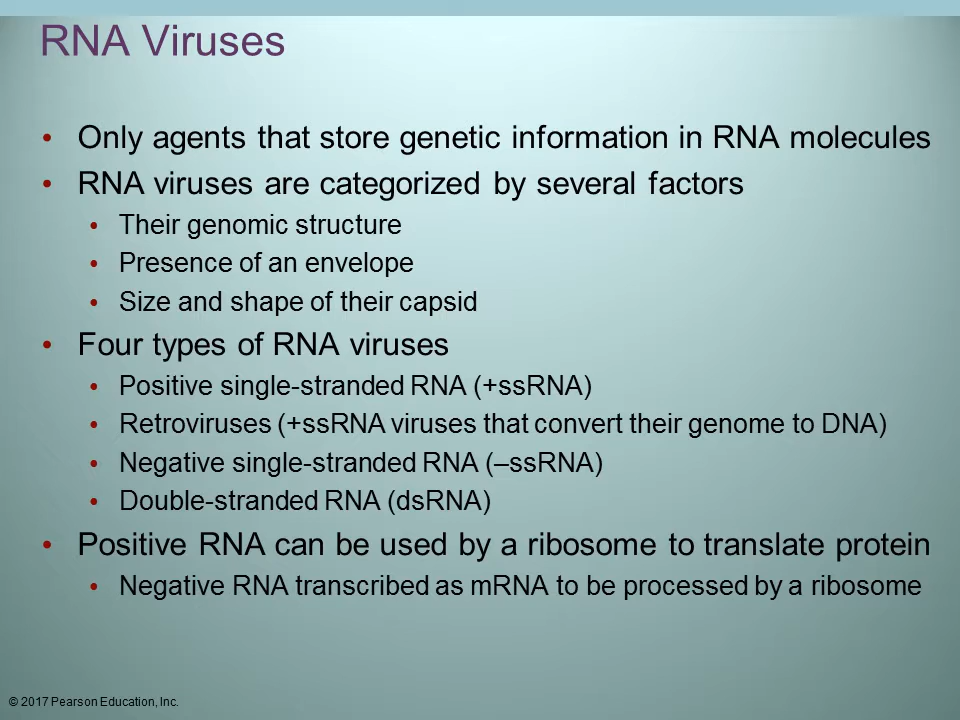 RNA Viruses
• Only agents that store genetic information in RNA molecules
• RNA viruses are categorized by several factors
• Their genomic structure
• Presence of an envelope
• Size and shape of their capsid
• Four types of RNA viruses
• Positive single-stranded RNA (+ssRNA)
• Retroviruses (+ssRNA viruses that convert their genome to DNA)
• Negative single-stranded RNA (–ssRNA)
• Double-stranded RNA (dsRNA)
• Positive RNA can be used by a ribosome to translate protein
• Negative RNA transcribed as mRNA to be processed by a ribosome
© 2017 Pearson Education, Inc.